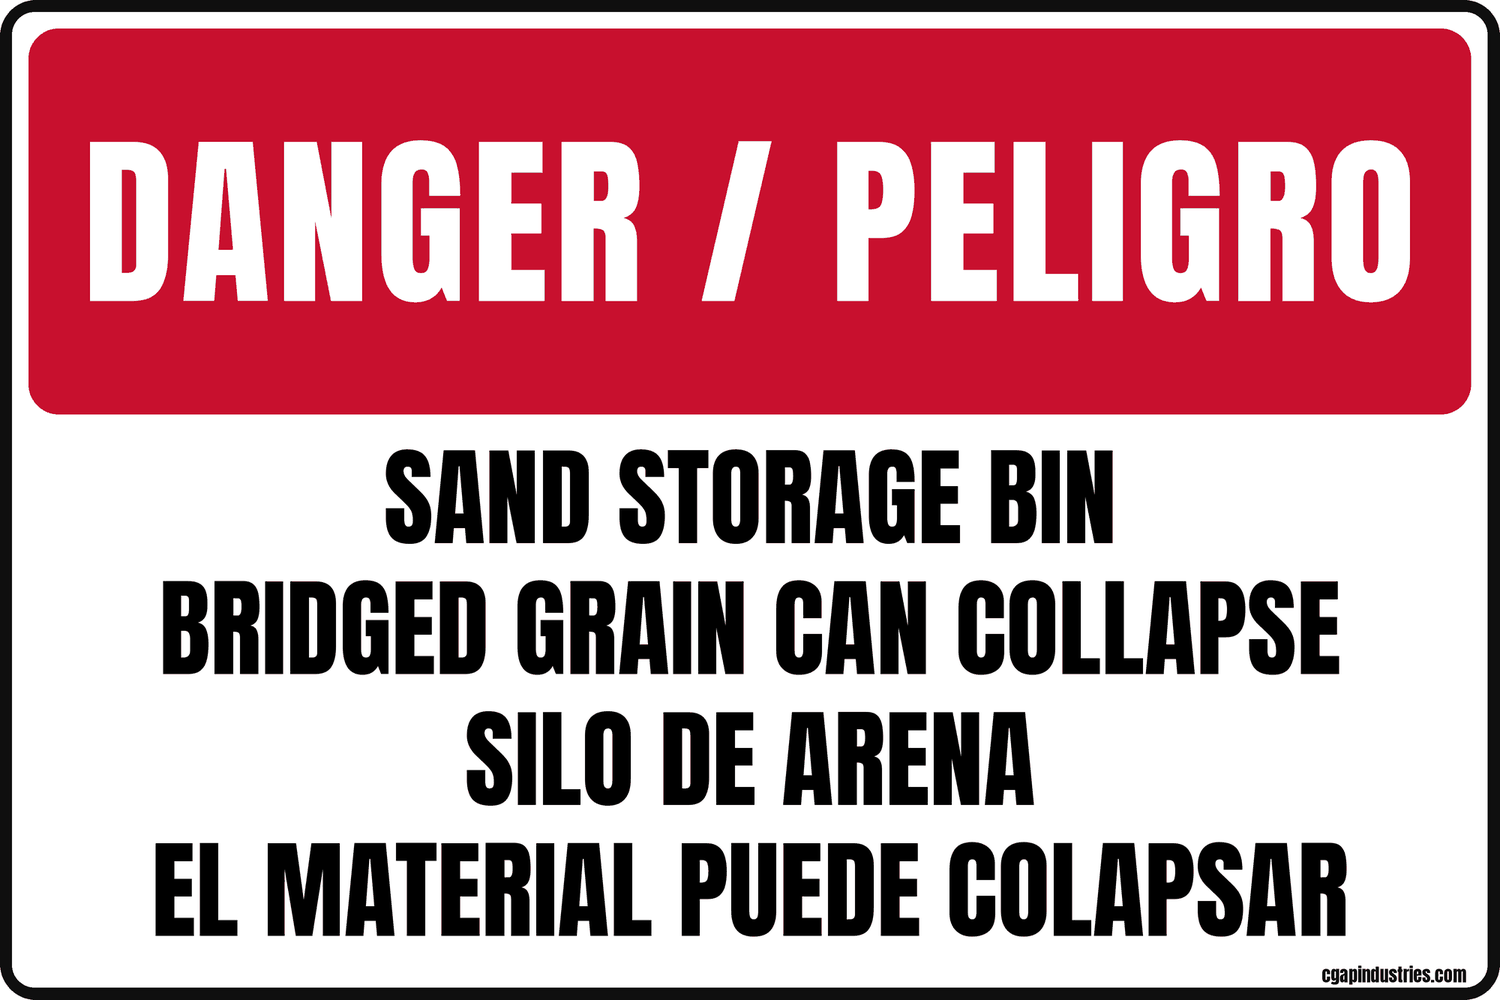 DANGER / PELIGRO
SAND STORAGE BIN
BRIDGED GRAIN CAN COLLAPSE
SILO DE ARENA
EL MATERIAL PUEDE COLAPSAR
cgapindustries.com